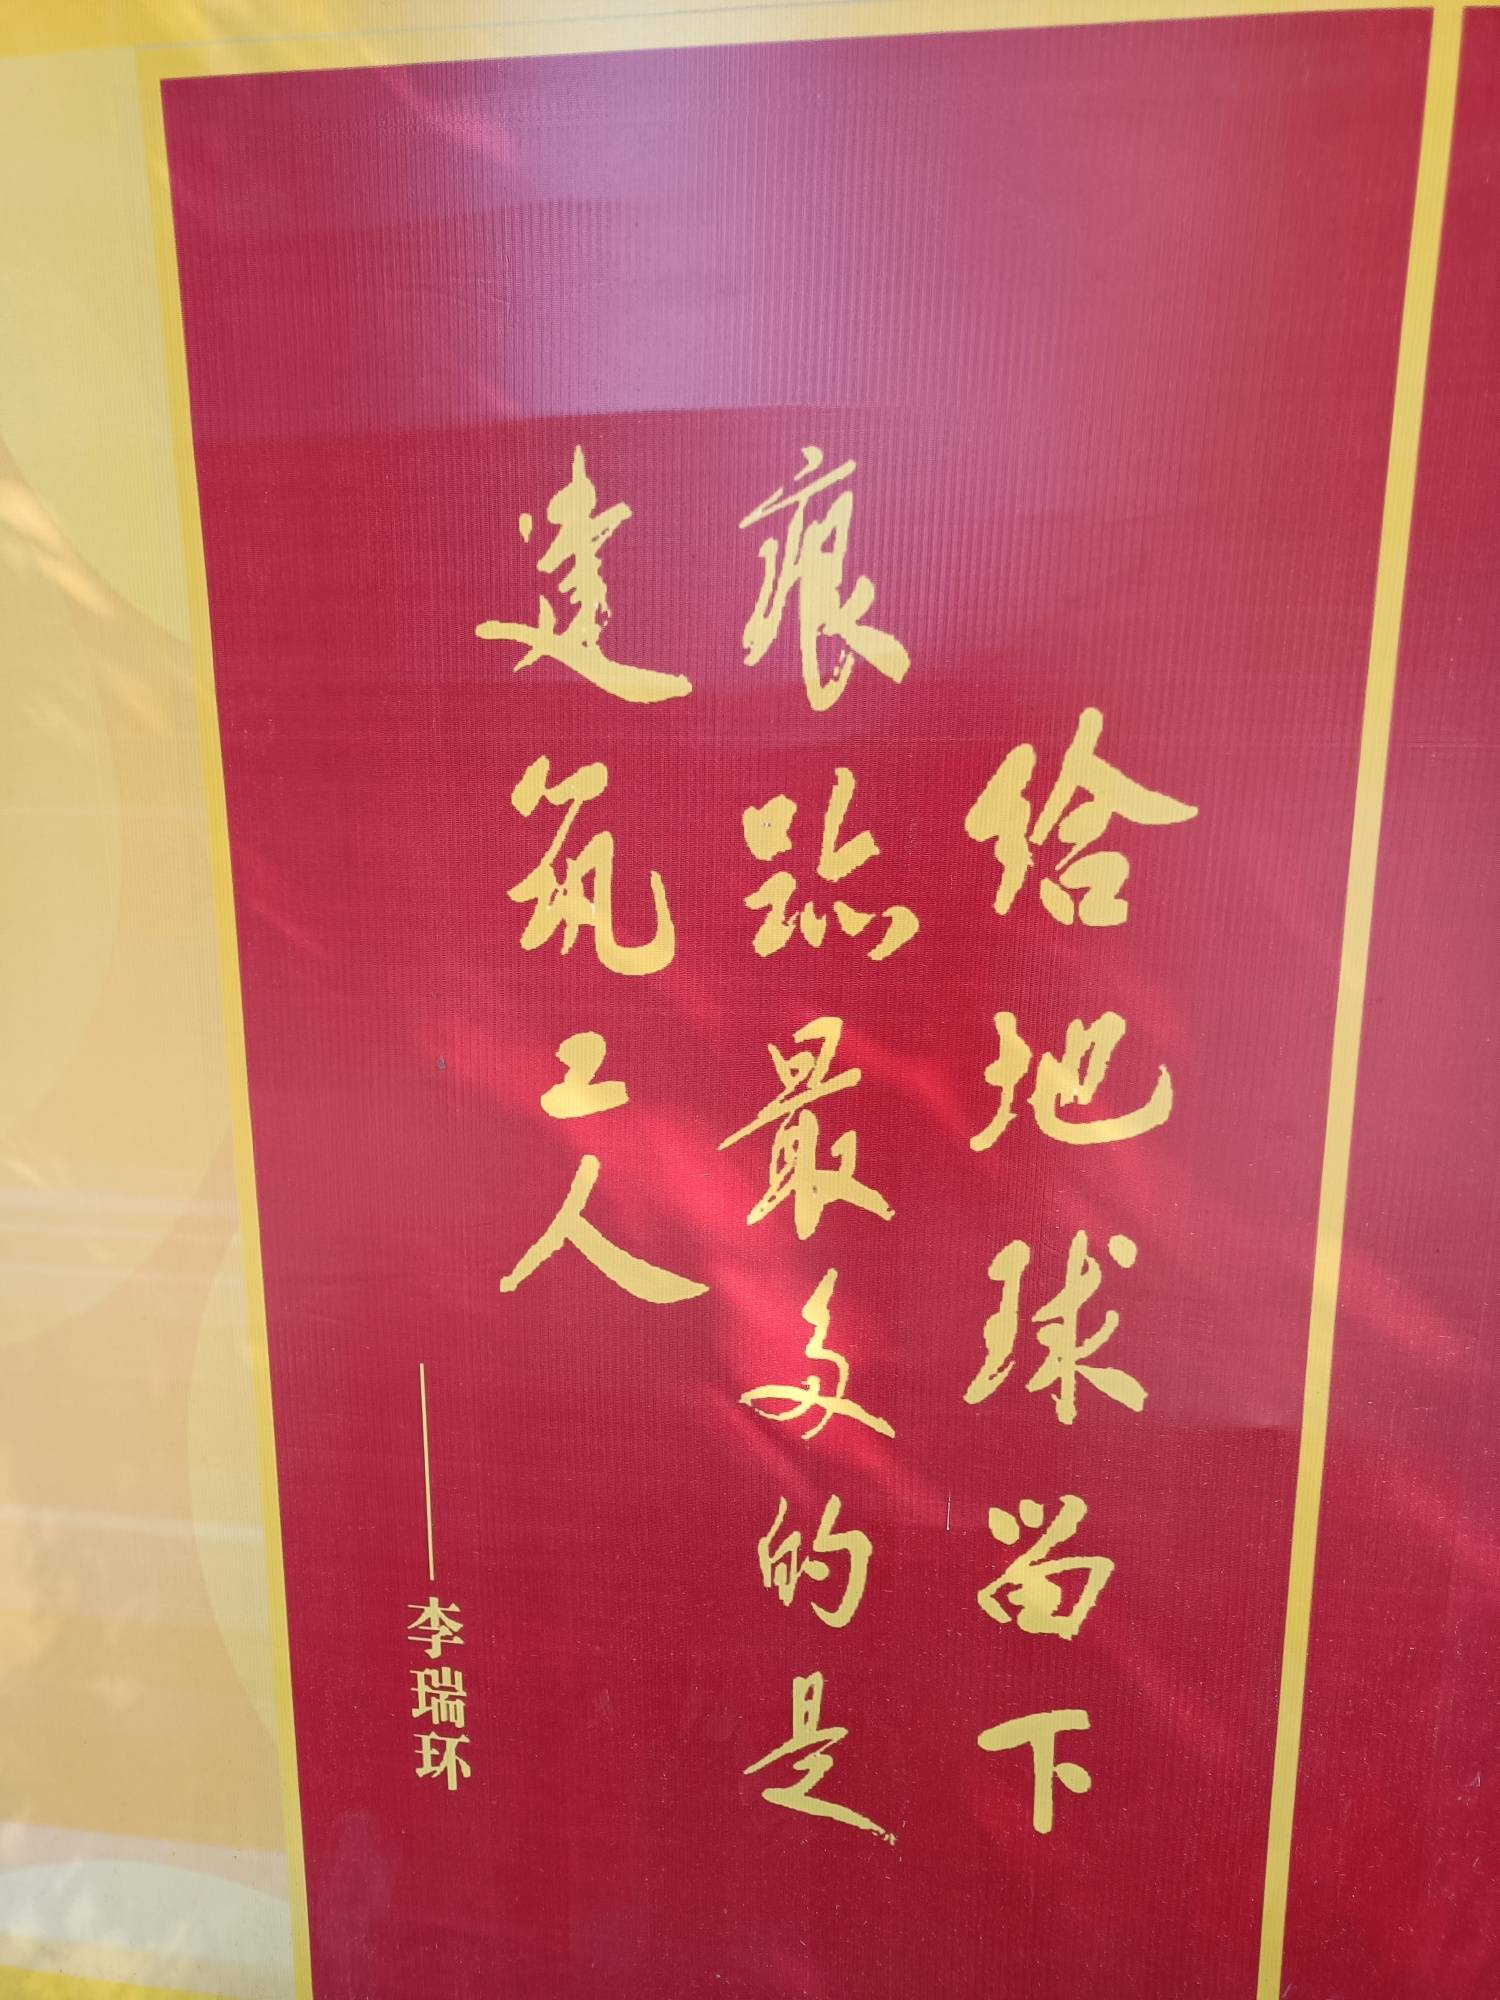 给地球留下
痕迹最多的是
建筑工人
——李瑞环